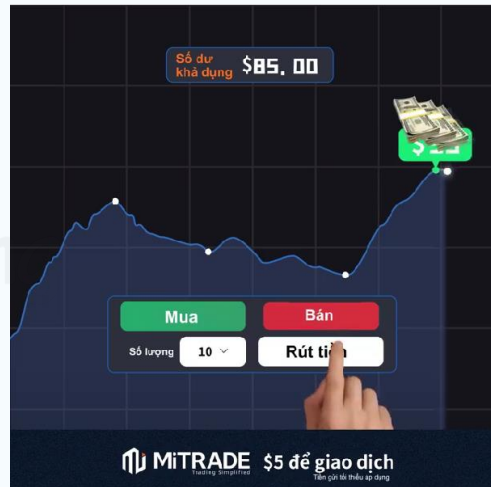 Số dư
khả dụng $85.00
Mua
Bán
Số lượng 10
Rút tiền
MiTRADE $5 để giao dịch
Trading Simplified
Tiền gửi tối thiểu áp dụng